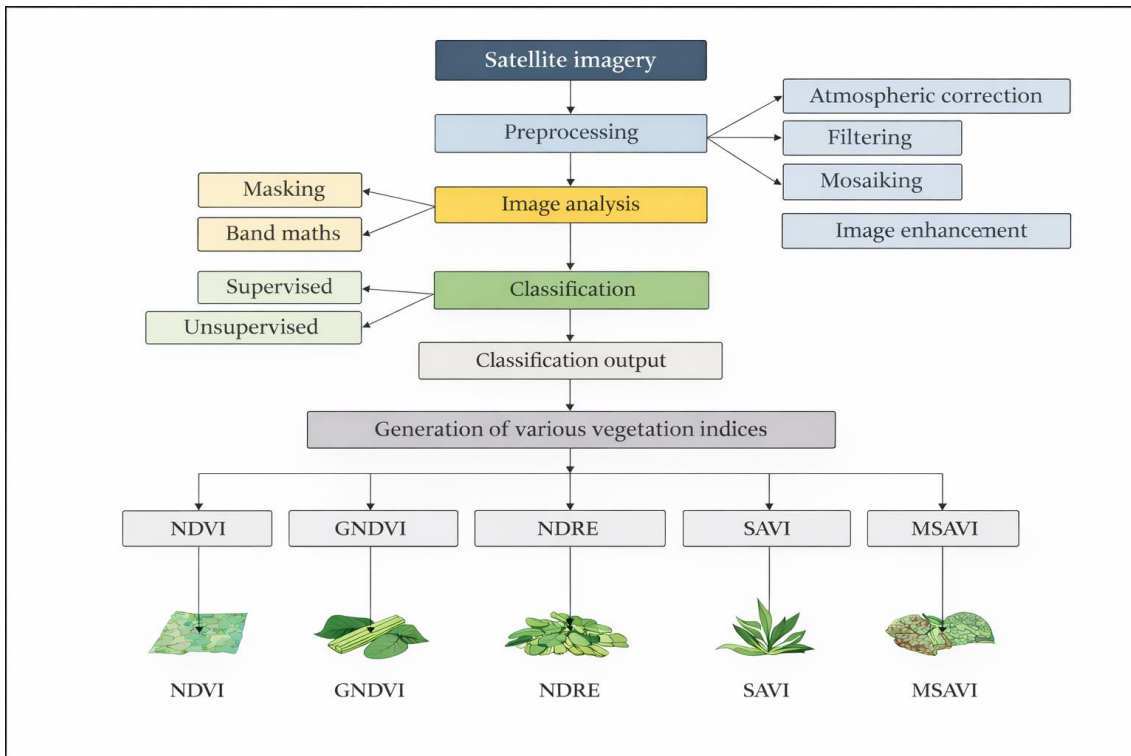 Satellite imagery
Preprocessing
Atmospheric correction
Filtering
Mosaiking
Image enhancement
Image analysis
Masking
Band maths
Classification
Supervised
Unsupervised
Classification output
Generation of various vegetation indices
NDVI
GNDVI
NDRE
SAVI
MSAVI
NDVI
GNDVI
NDRE
SAVI
MSAVI